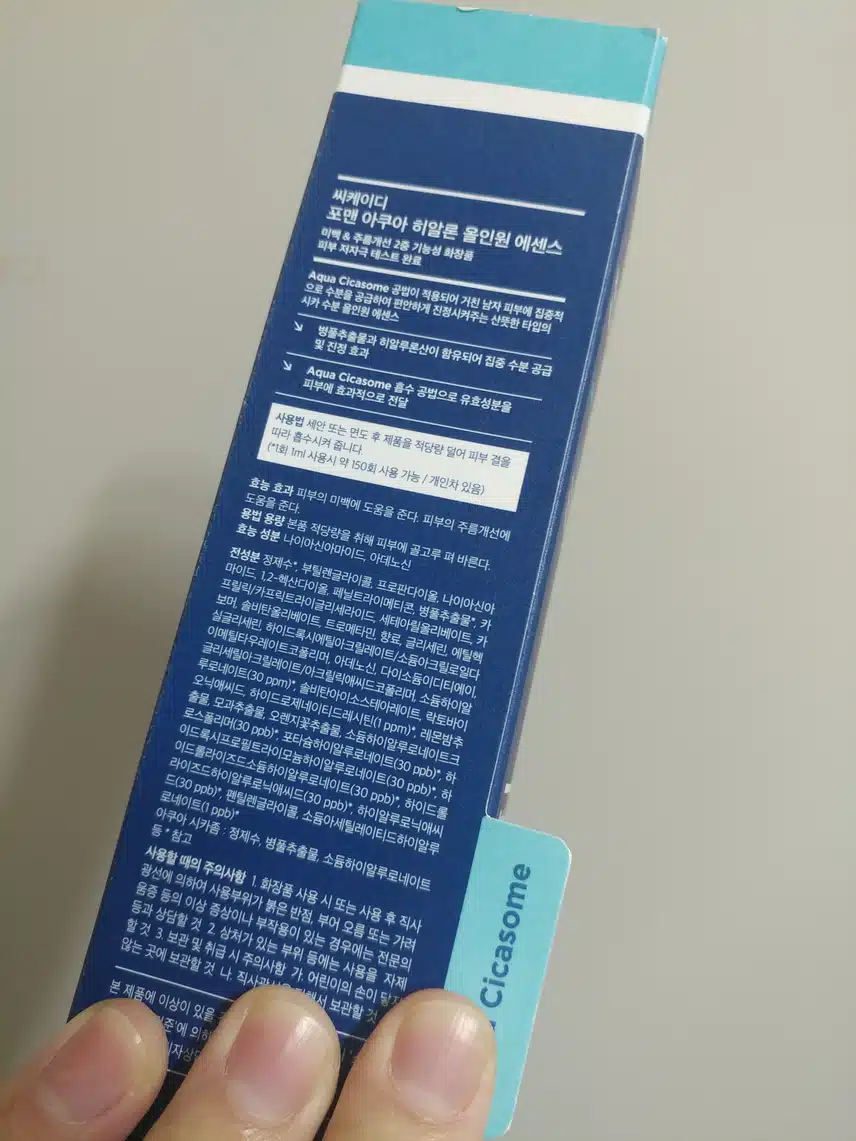 씨케이디
포맨 아쿠아 히알론 올인원 에센스
미백 & 주름개선 2중 기능성 화장품
피부 저자극 테스트 완료
Aqua Cicasome 공법이 적용되어 거친 남자 피부에 집중적
으로 수분을 공급하여 편안하게 진정시켜주는 산뜻한 타입의
시카 수분 올인원 에센스
↘ 병풀추출물과 히알루론산이 함유되어 집중 수분 공급
및 진정 효과
↘ Aqua Cicasome 흡수 공법으로 유효성분을
피부에 효과적으로 전달
사용법 세안 또는 면도 후 제품을 적당량 덜어 피부 결을
따라 흡수시켜 줍니다.
(*1회 1ml 사용시 약 150회 사용 가능 / 개인차 있음)
효능 효과 피부의 미백에 도움을 준다. 피부의 주름개선에
도움을 준다.
용법 용량 본품 적당량을 취해 피부에 골고루 펴 바른다.
효능 성분 나이아신아마이드, 아데노신
전성분 정제수*, 부틸렌글라이콜, 프로판다이올, 나이아신아
마이드, 1,2-헥산다이올, 페닐트라이메티콘, 병풀추출물*, 카
프릴릭/카프릭트라이글리세라이드, 세테아릴올리베이트, 카
보머, 솔비탄올리베이트, 트로메타민, 향료, 글리세린, 에틸헥
실글리세린, 하이드록시에틸아크릴레이트/소듐아크릴로일다
이메틸타우레이트코폴리머, 아데노신, 다이소듐이디티에이,
글리세릴아크릴레이트/아크릴릭애씨드코폴리머, 소듐하이알
루로네이트(30 ppm)*, 솔비탄아이소스테아레이트, 락토바이
오닉애씨드, 하이드로제네이티드레시틴(1 ppm)*, 레몬밤추
출물, 모과추출물, 오렌지꽃추출물, 소듐하이알루로네이트크
로스폴리머(30 ppb)*, 포타슘하이알루로네이트(30 ppb)*, 하
이드록시프로필트라이모늄하이알루로네이트(30 ppb)*, 하
이드롤라이즈드소듐하이알루로네이트(30 ppb)*, 하이드롤
라이즈드하이알루로닉애씨드(30 ppb)*, 하이알루로닉애씨
드(30 ppb)*, 펜틸렌글라이콜, 소듐아세틸레이티드하이알루
로네이트(1 ppb)*
아쿠아 시카좀 : 정제수, 병풀추출물, 소듐하이알루로네이트
등 * 참고
사용할 때의 주의사항 1. 화장품 사용 시 또는 사용 후 직사
광선에 의하여 사용부위가 붉은 반점, 부어 오름 또는 가려
움증 등의 이상 증상이나 부작용이 있는 경우에는 전문의
등과 상담할 것 2. 상처가 있는 부위 등에는 사용을 자제
할 것 3. 보관 및 취급 시 주의사항 가. 어린이의 손이 닿지
않는 곳에 보관할 것 나. 직사광선을 피해서 보관할 것
본 제품에 이상이 있을
Cicasome